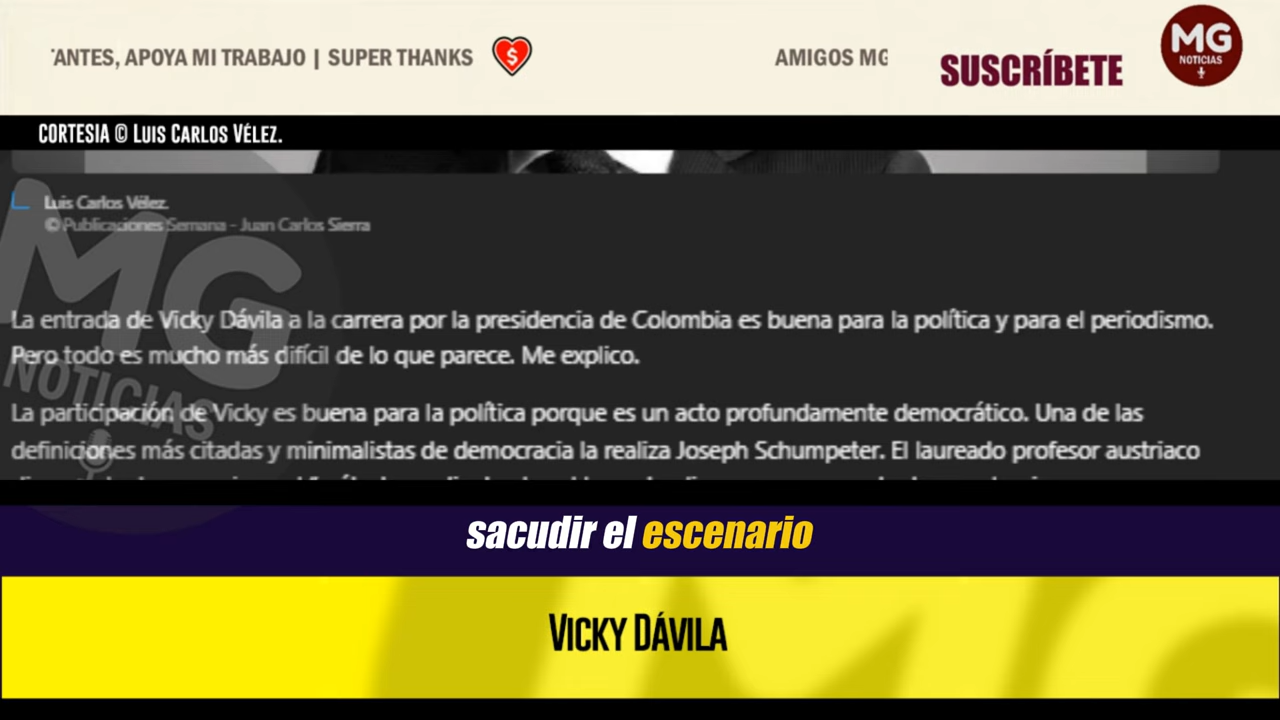 'ANTES, APOYA MI TRABAJO | SUPER THANKS
AMIGOS MG
SUSCRÍBETE
MG
NOTICIAS
CORTESIA © LUIS CARLOS VÉLEZ.
Luis Carlos Vélez.
© Publicaciones Semana - Juan Carlos Sierra
MG
NOTICIAS
La entrada de Vicky Dávila a la carrera por la presidencia de Colombia es buena para la política y para el periodismo.
Pero todo es mucho más difícil de lo que parece. Me explico.
La participación de Vicky es buena para la política porque es un acto profundamente democrático. Una de las
definiciones más citadas y minimalistas de democracia la realiza Joseph Schumpeter. El laureado profesor austriaco
sacudir el escenario
VICKY DÁVILA